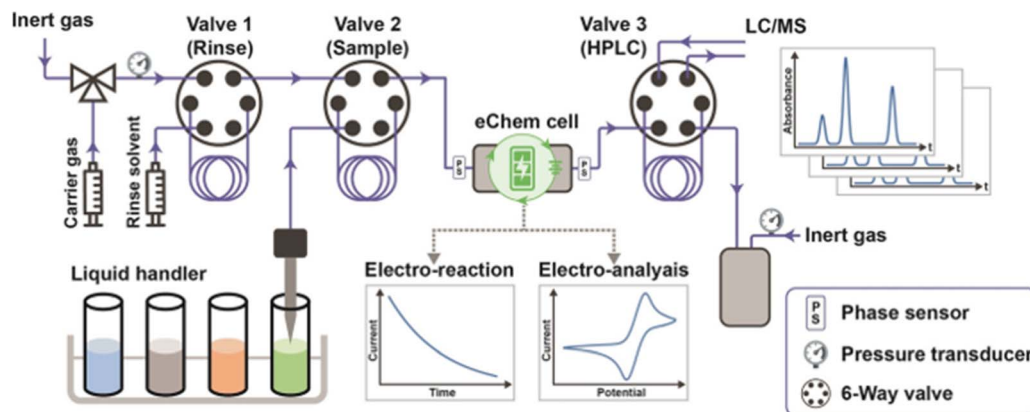 Inert gas
Valve 1
(Rinse)
Valve 2
(Sample)
Valve 3
(HPLC)
LC/MS
Absorbance
t
t
t
eChem cell
PS
PS
Carrier gas
Rinse solvent
Inert gas
Liquid handler
Electro-reaction
Current
Time
Electro-analyais
Current
Potential
PS
Phase sensor
Pressure transducer
6-Way valve